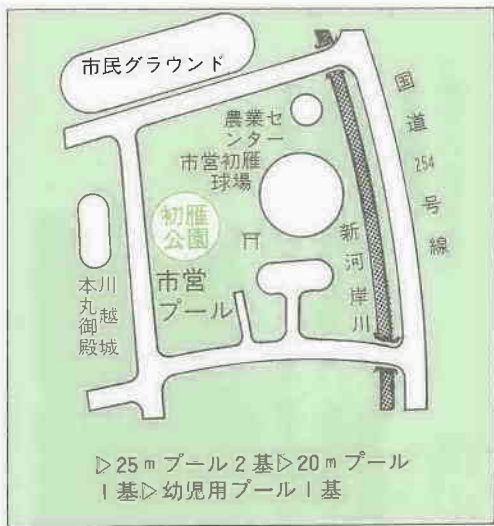 市民グラウンド
国道254号線
農業セ
ンター
市営初雁
球場
初雁
公園
新河岸川
市営
プール
川越城
本丸御殿
▷25mプール2基▷20mプール
1基▷幼児用プール1基